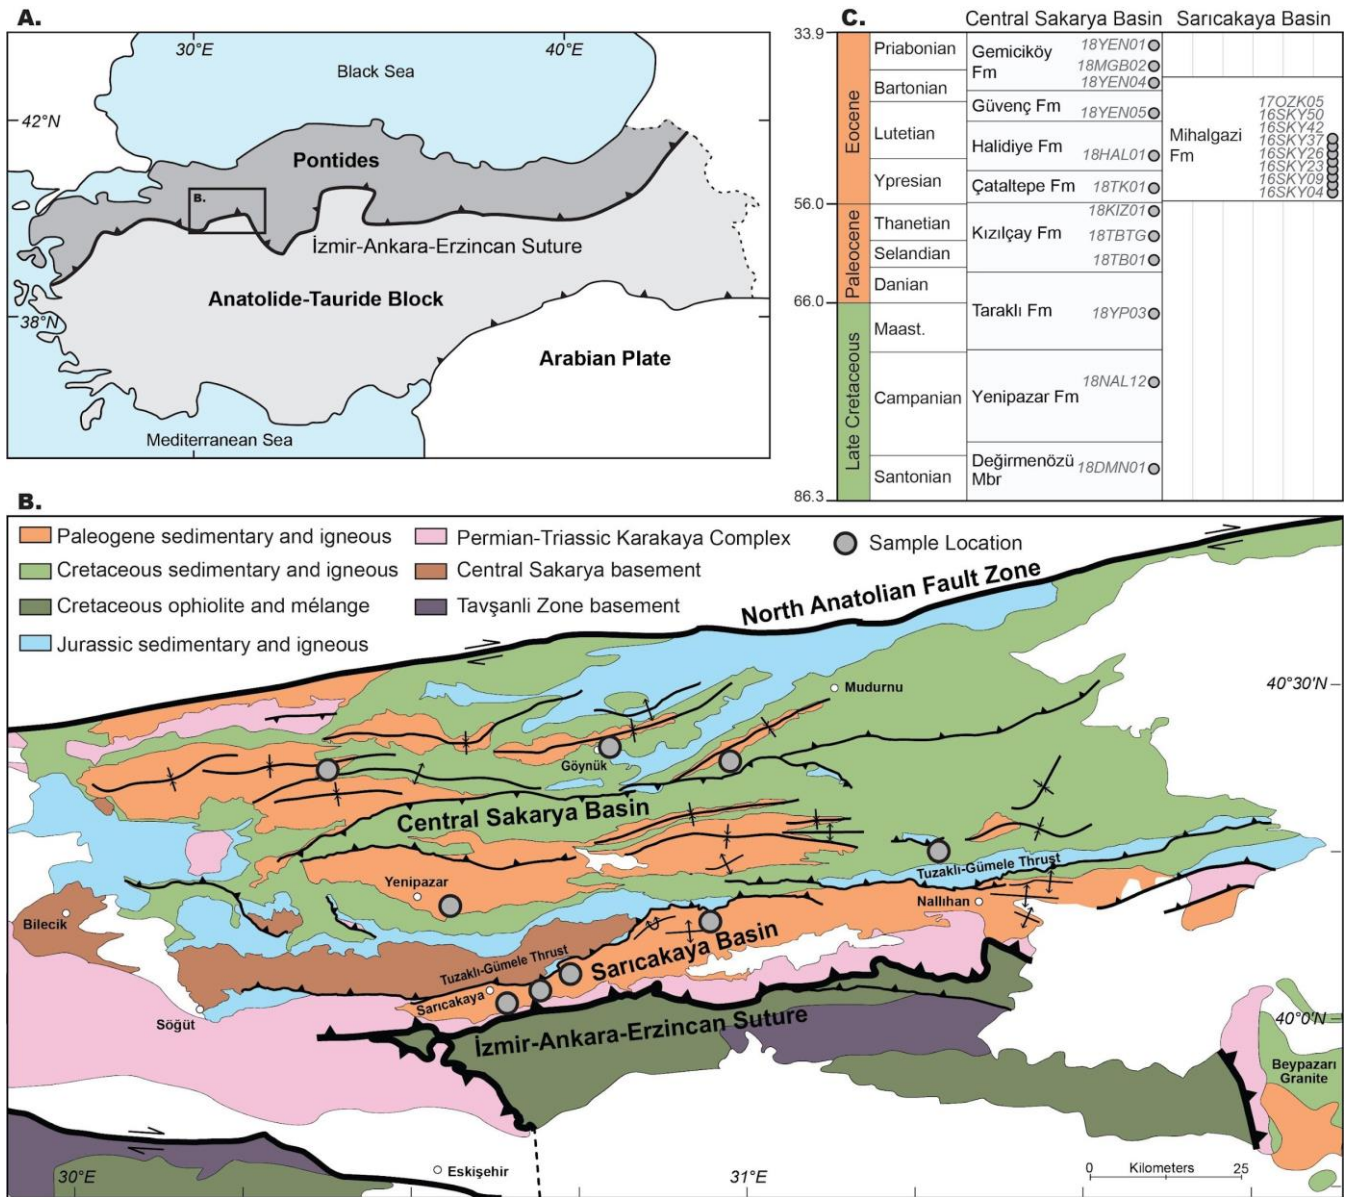 A.
30°E
40°E
Black Sea
42°N
Pontides
B.
İzmir-Ankara-Erzincan Suture
Anatolide-Tauride Block
38°N
Arabian Plate
Mediterranean Sea
C.
Central Sakarya Basin
Sarıcakaya Basin
33.9
56.0
66.0
86.3
Eocene
Paleocene
Late Cretaceous
Priabonian
Bartonian
Lutetian
Ypresian
Thanetian
Selandian
Danian
Maast.
Campanian
Santonian
Gemiciköy
Fm
18YEN01
18MGB02
18YEN04
Güvenç Fm
18YEN05
Halidiye Fm
18HAL01
Çataltepe Fm
18TK01
Kızılçay Fm
18KIZ01
18TBTG
18TB01
Taraklı Fm
18YP03
Yenipazar Fm
18NAL12
Değirmenözü
Mbr
18DMN01
Mihalgazi
Fm
17OZK05
16SKY50
16SKY42
16SKY37
16SKY26
16SKY23
16SKY09
16SKY04
B.
Paleogene sedimentary and igneous
Cretaceous sedimentary and igneous
Cretaceous ophiolite and mélange
Jurassic sedimentary and igneous
Permian-Triassic Karakaya Complex
Central Sakarya basement
Tavşanli Zone basement
Sample Location
North Anatolian Fault Zone
40°30'N
Mudurnu
Göynük
Central Sakarya Basin
Tuzaklı-Gümele Thrust
Yenipazar
Nallıhan
Bilecik
Tuzaklı-Gümele Thrust
Sarıcakaya Basin
Sarıcakaya
Söğüt
İzmir-Ankara-Erzincan Suture
40°0'N
Beypazarı
Granite
30°E
Eskişehir
31°E
0 Kilometers 25